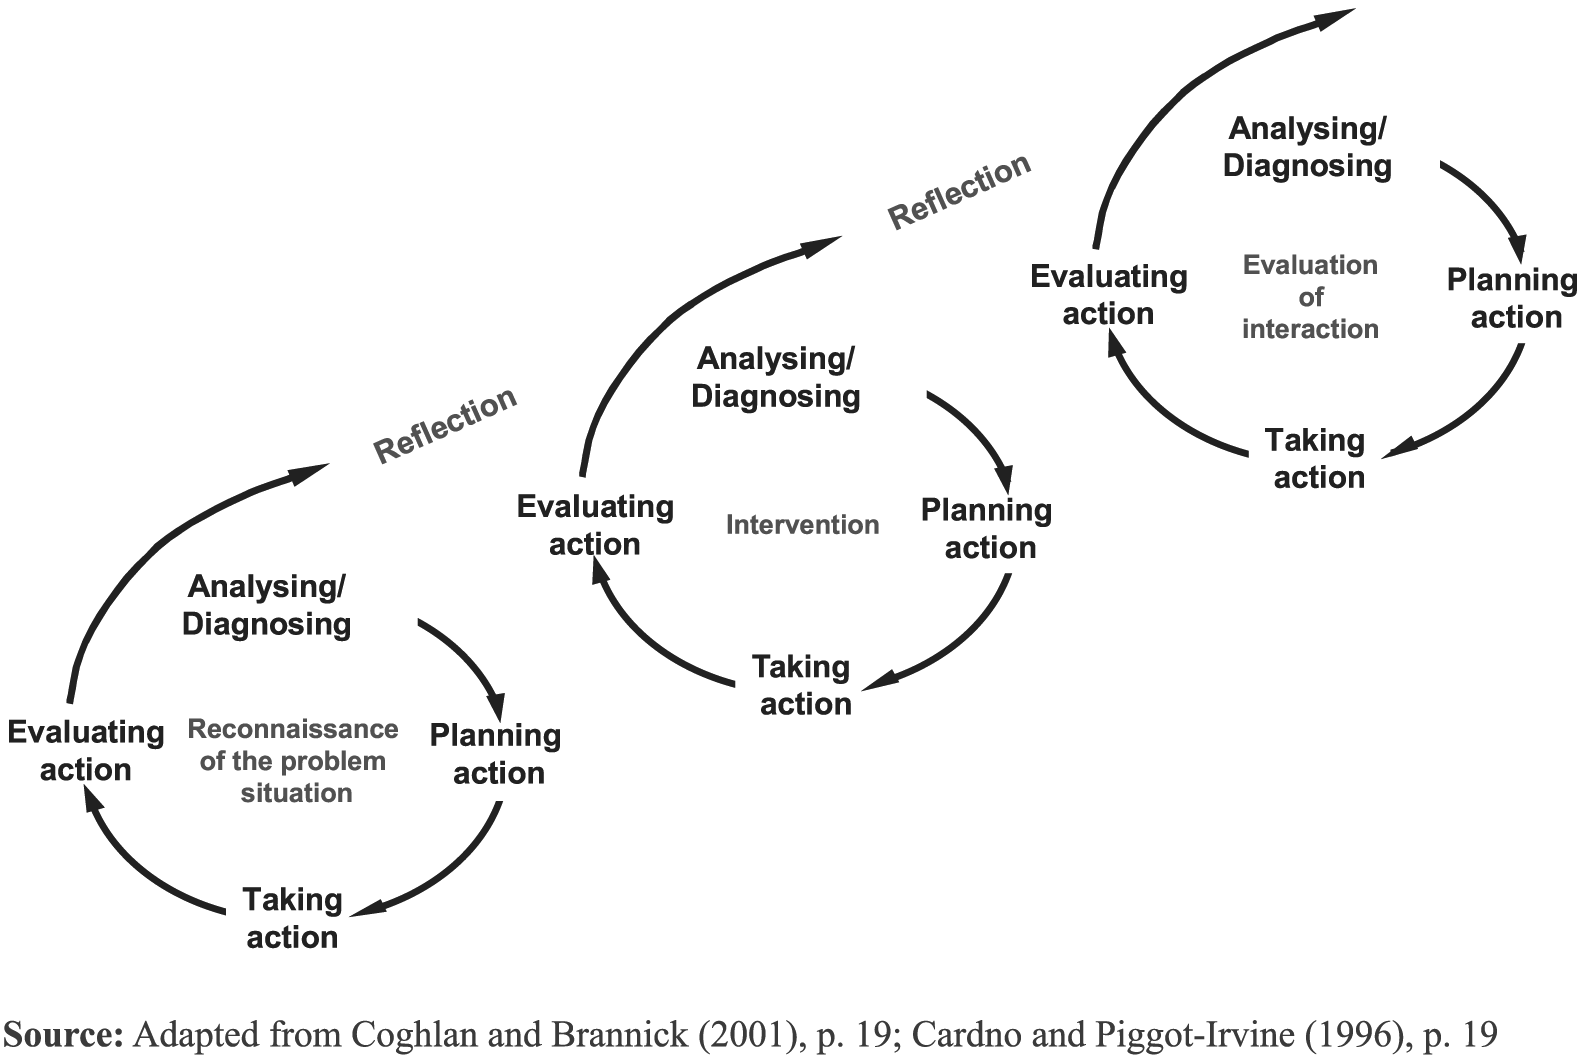 Analysing/
Diagnosing
Reflection
Evaluating
action
Evaluation
of
interaction
Planning
action
Taking
action
Analysing/
Diagnosing
Reflection
Evaluating
action
Intervention
Planning
action
Taking
action
Analysing/
Diagnosing
Evaluating
action
Reconnaissance
of the problem
situation
Planning
action
Taking
action
Source: Adapted from Coghlan and Brannick (2001), p. 19; Cardno and Piggot-Irvine (1996), p. 19